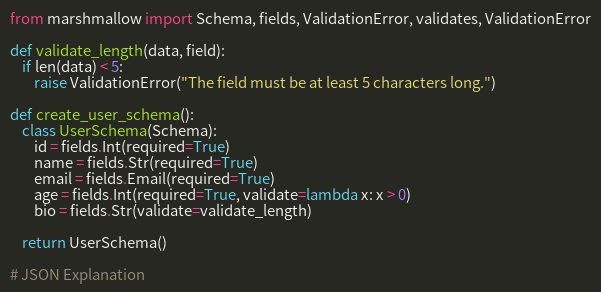 from marshmallow import Schema, fields, ValidationError, validates, ValidationError
def validate_length(data, field):
if len(data) < 5:
raise ValidationError("The field must be at least 5 characters long.")
def create_user_schema():
class UserSchema(Schema):
id = fields.Int(required=True)
name = fields.Str(required=True)
email = fields.Email(required=True)
age = fields.Int(required=True, validate=lambda x: x > 0)
bio = fields.Str(validate=validate_length)
return UserSchema()
# JSON Explanation